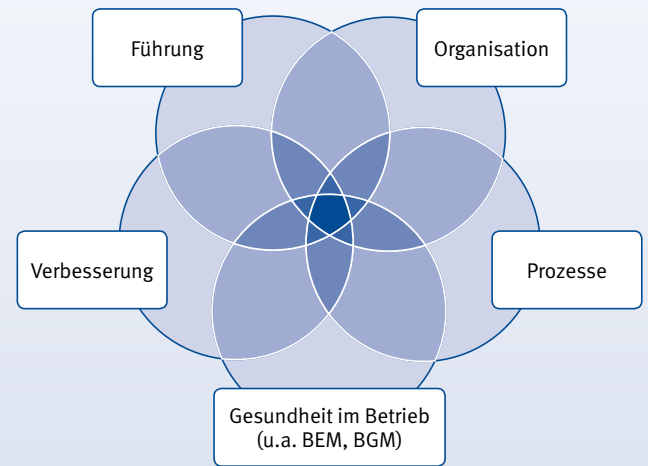 Führung
Organisation
Verbesserung
Prozesse
Gesundheit im Betrieb
(u.a. BEM, BGM)